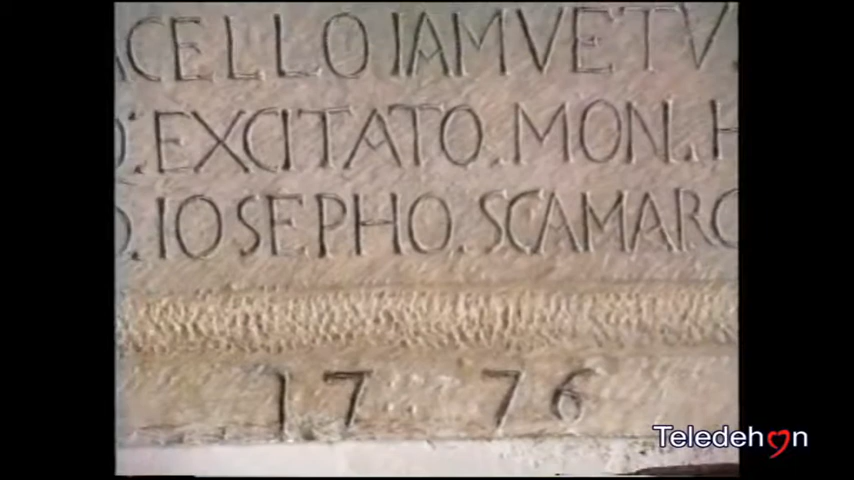 ACELLO IAM VETV
EXCITATO. MON. H
IOSEPHO. SCAMARC
1776
Teledehon